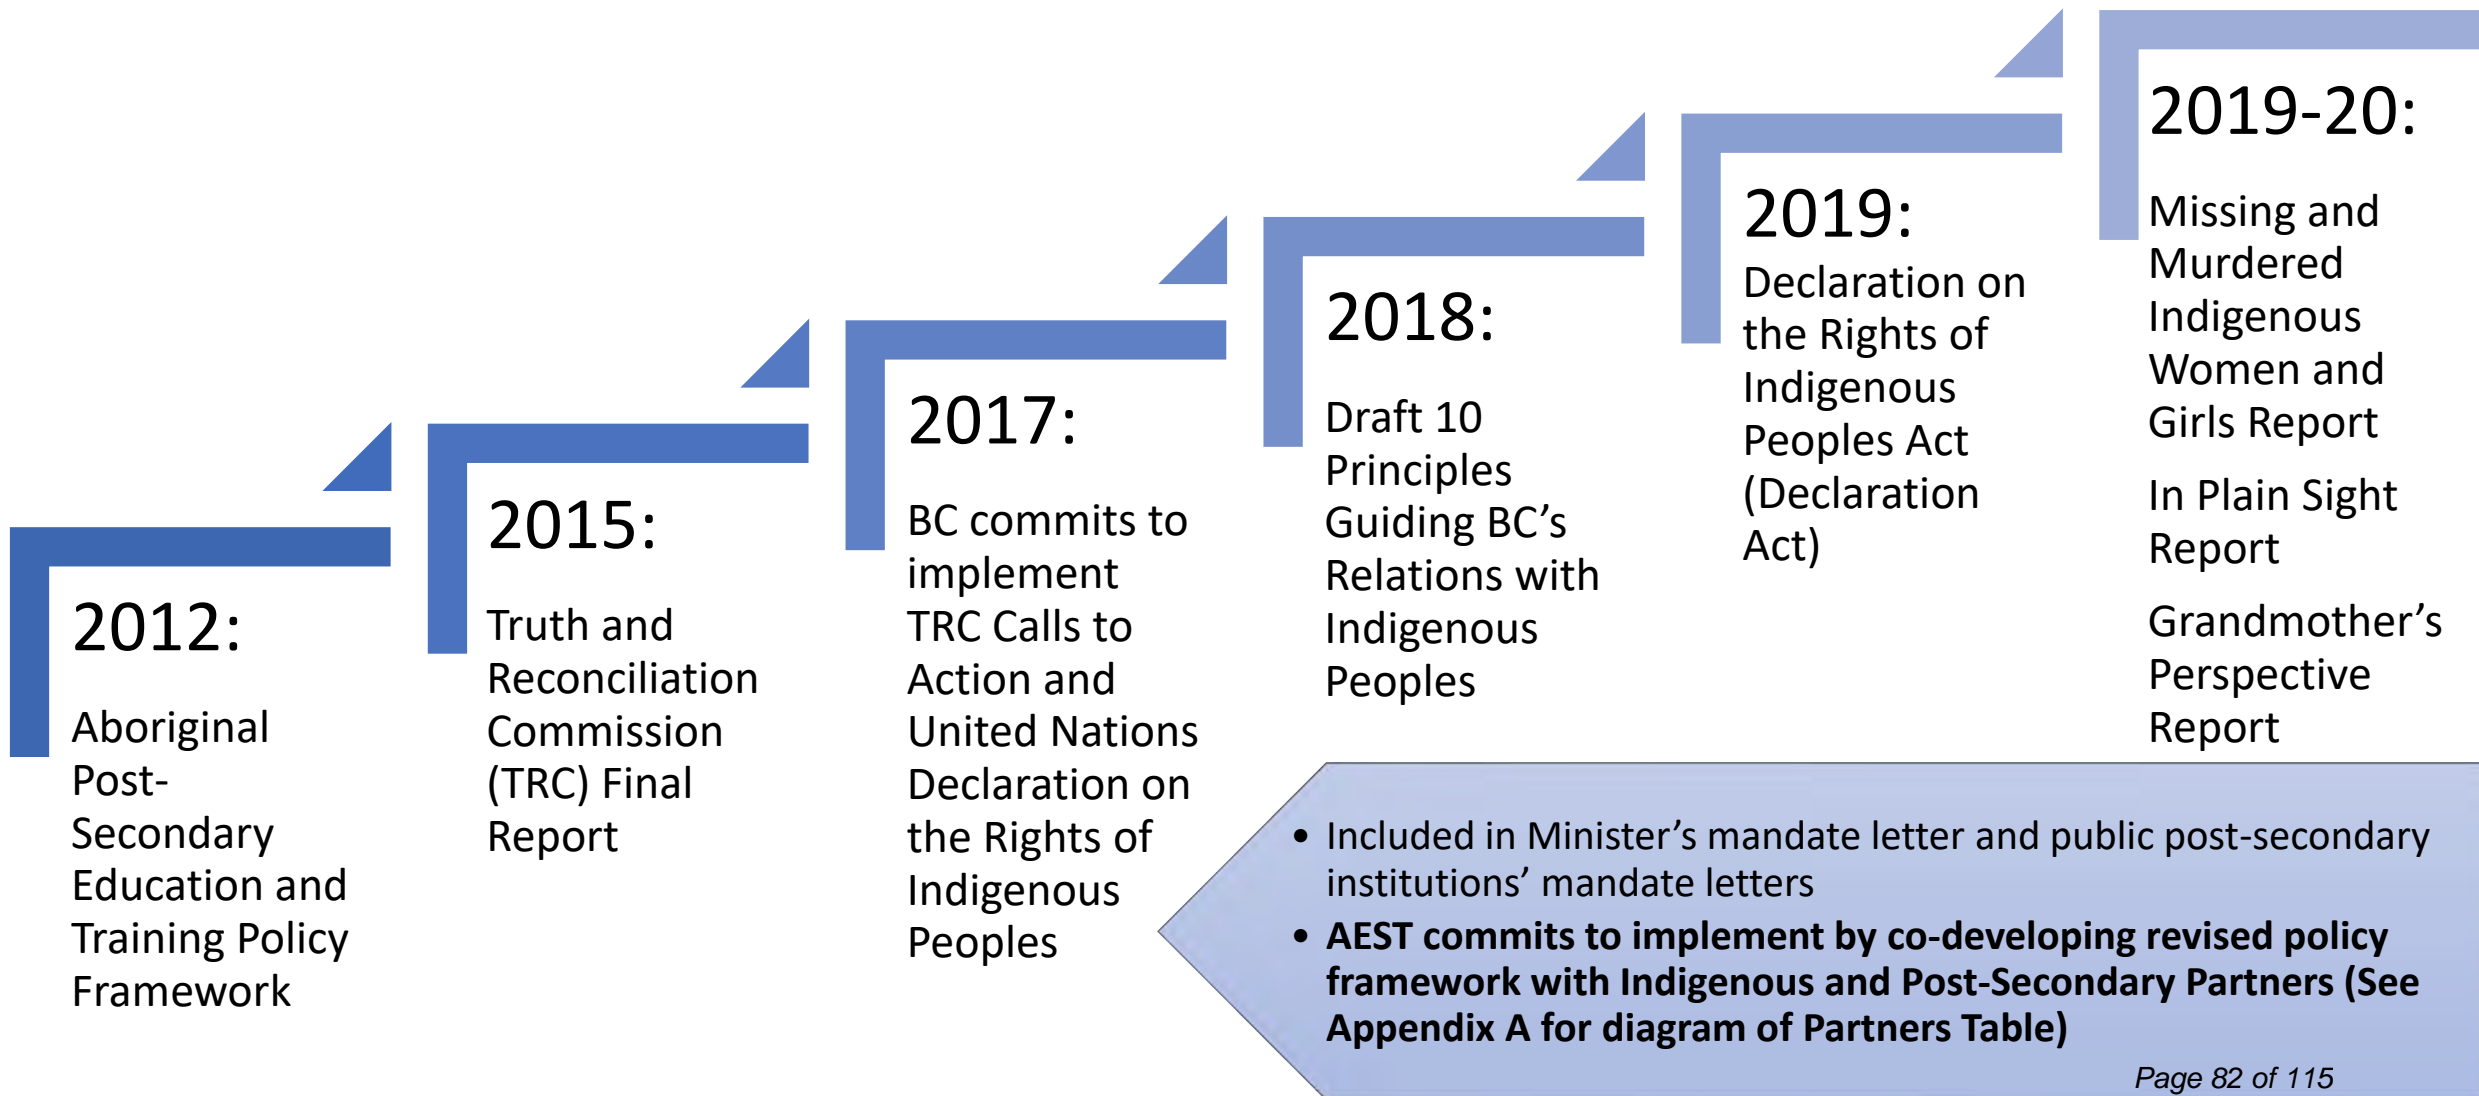 2012:
Aboriginal
Post-
Secondary
Education and
Training Policy
Framework
2015:
Truth and
Reconciliation
Commission
(TRC) Final
Report
2017:
BC commits to
implement
TRC Calls to
Action and
United Nations
Declaration on
the Rights of
Indigenous
Peoples
2018:
Draft 10
Principles
Guiding BC’s
Relations with
Indigenous
Peoples
2019:
Declaration on
the Rights of
Indigenous
Peoples Act
(Declaration
Act)
2019-20:
Missing and
Murdered
Indigenous
Women and
Girls Report
In Plain Sight
Report
Grandmother’s
Perspective
Report
• Included in Minister’s mandate letter and public post-secondary
institutions’ mandate letters
• AEST commits to implement by co-developing revised policy
framework with Indigenous and Post-Secondary Partners (See
Appendix A for diagram of Partners Table)
Page 82 of 115